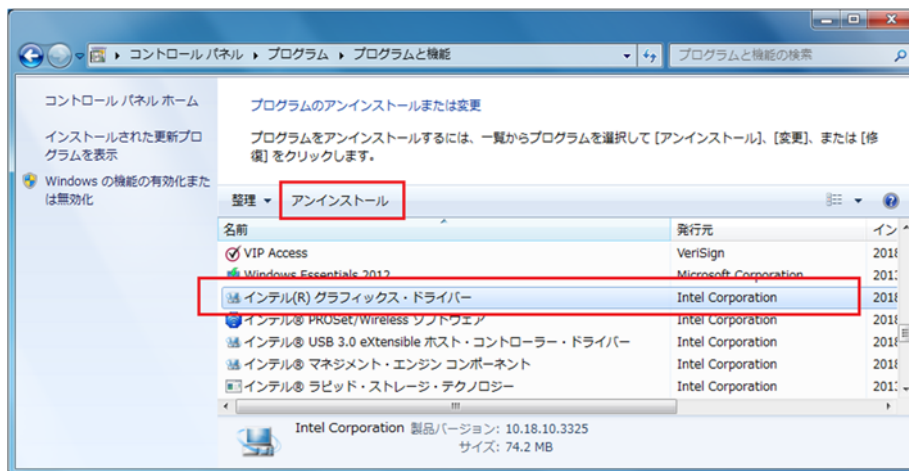 コントロール パネル ▸ プログラム ▸ プログラムと機能
プログラムと機能の検索
コントロール パネル ホーム
インストールされた更新プロ
グラムを表示
Windows の機能の有効化また
は無効化
プログラムのアンインストールまたは変更
プログラムをアンインストールするには、一覧からプログラムを選択して [アンインストール]、[変更]、または [修
復] をクリックします。
整理 アンインストール
名前 発行元 イン
VIP Access VeriSign 2018
Windows Essentials 2012 Microsoft Corporation 201
インテル(R) グラフィックス・ドライバー Intel Corporation 2018
インテル® PROSet/Wireless ソフトウェア Intel Corporation 2018
インテル® USB 3.0 eXtensible ホスト・コントローラー・ドライバー Intel Corporation 2018
インテル® マネジメント・エンジン コンポーネント Intel Corporation 2018
インテル® ラピッド・ストレージ・テクノロジー Intel Corporation 201
Intel Corporation 製品バージョン: 10.18.10.3325
サイズ: 74.2 MB